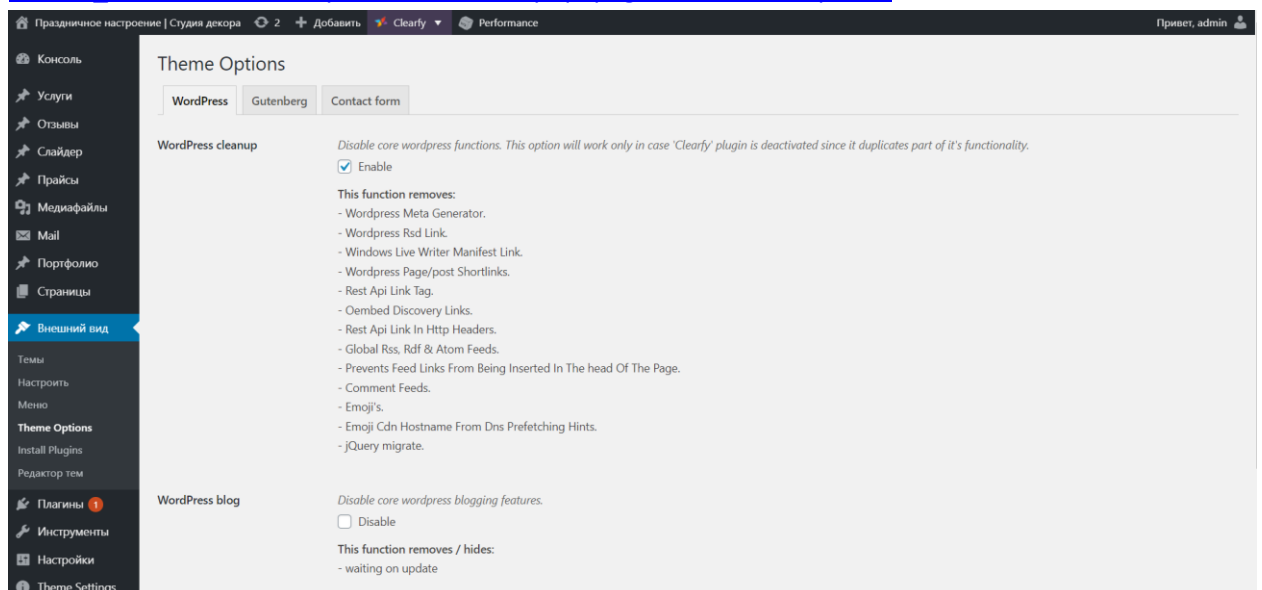 Праздничное настроение | Студия декора 2 + Добавить Clearfy ▼ Performance Привет, admin
Консоль
Услуги
Отзывы
Слайдер
Прайсы
Медиафайлы
Mail
Портфолио
Страницы
Внешний вид
Темы
Настроить
Меню
Theme Options
Install Plugins
Редактор тем
Плагины 1
Инструменты
Настройки
Theme Settings
Theme Options
WordPress Gutenberg Contact form
WordPress cleanup
Disable core wordpress functions. This option will work only in case 'Clearfy' plugin is deactivated since it duplicates part of it's functionality.
Enable
This function removes:
- Wordpress Meta Generator.
- Wordpress Rsd Link.
- Windows Live Writer Manifest Link.
- Wordpress Page/post Shortlinks.
- Rest Api Link Tag.
- Oembed Discovery Links.
- Rest Api Link In Http Headers.
- Global Rss, Rdf & Atom Feeds.
- Prevents Feed Links From Being Inserted In The head Of The Page.
- Comment Feeds.
- Emoji's.
- Emoji Cdn Hostname From Dns Prefetching Hints.
- jQuery migrate.
WordPress blog
Disable core wordpress blogging features.
Disable
This function removes / hides:
- waiting on update